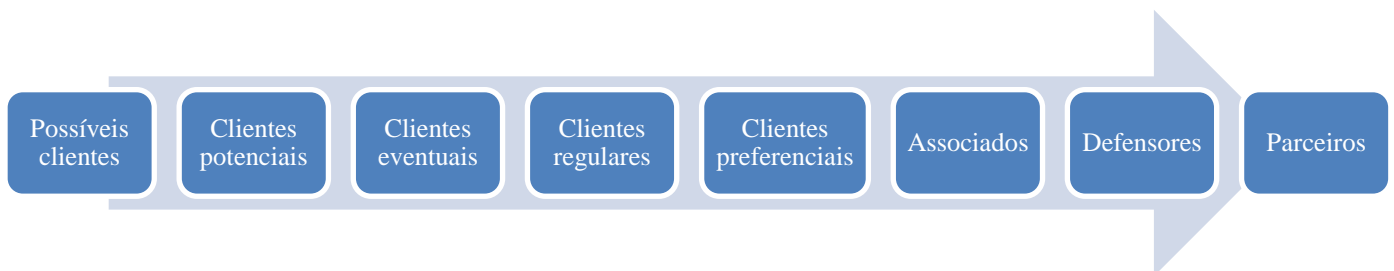 Possíveis
clientes
Clientes
potenciais
Clientes
eventuais
Clientes
regulares
Clientes
preferenciais
Associados
Defensores
Parceiros